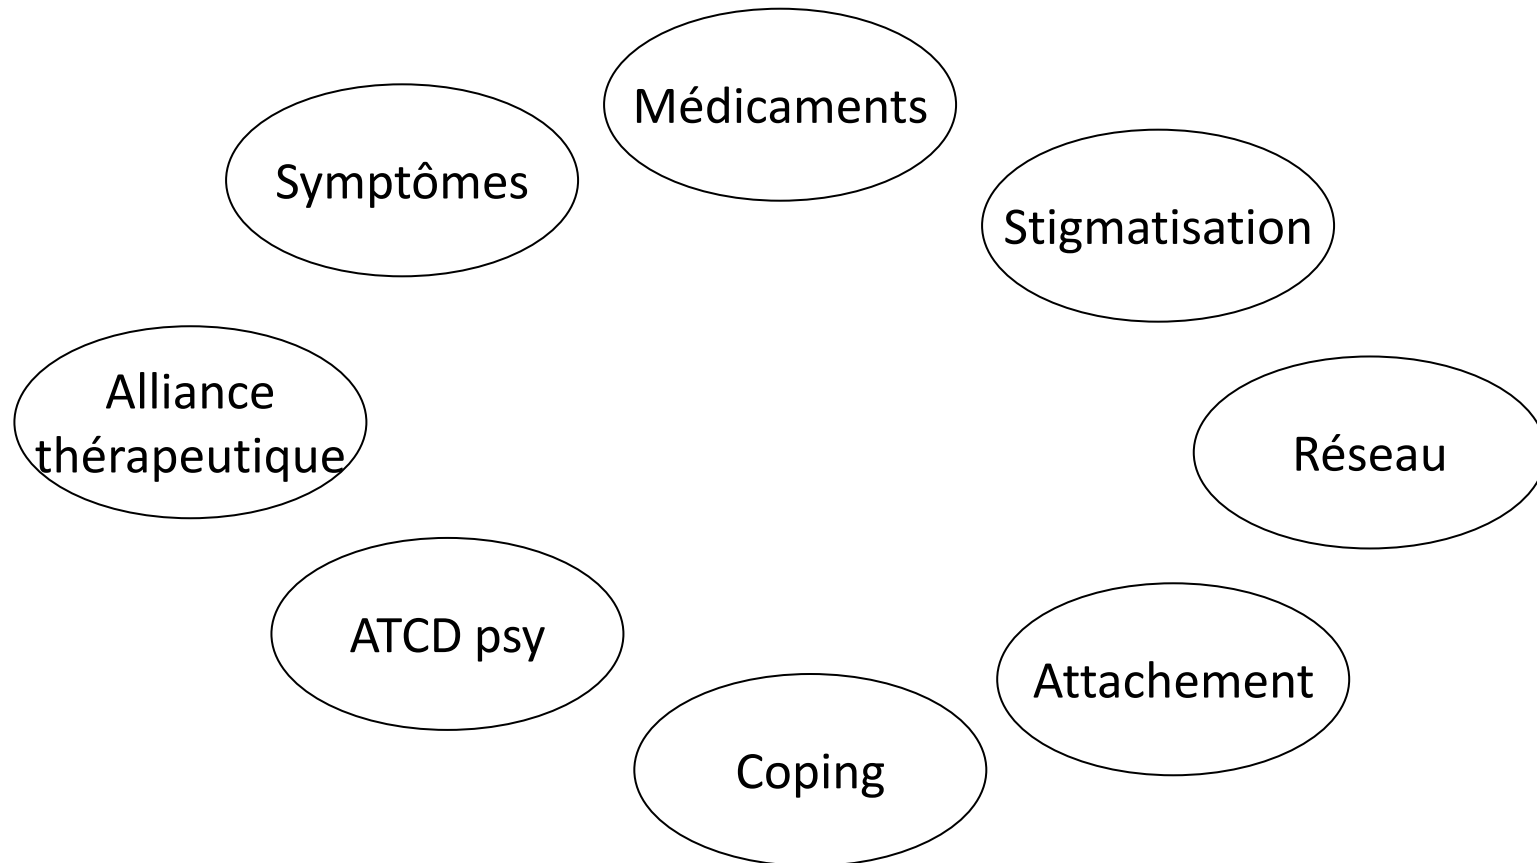 Médicaments
Symptômes
Stigmatisation
Alliance
thérapeutique
Réseau
ATCD psy
Attachement
Coping